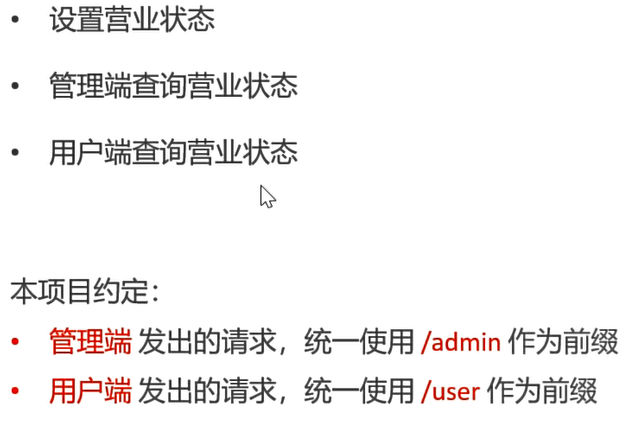 • 设置营业状态
• 管理端查询营业状态
• 用户端查询营业状态
本项目约定：
• 管理端 发出的请求，统一使用 /admin 作为前缀
• 用户端 发出的请求，统一使用 /user 作为前缀